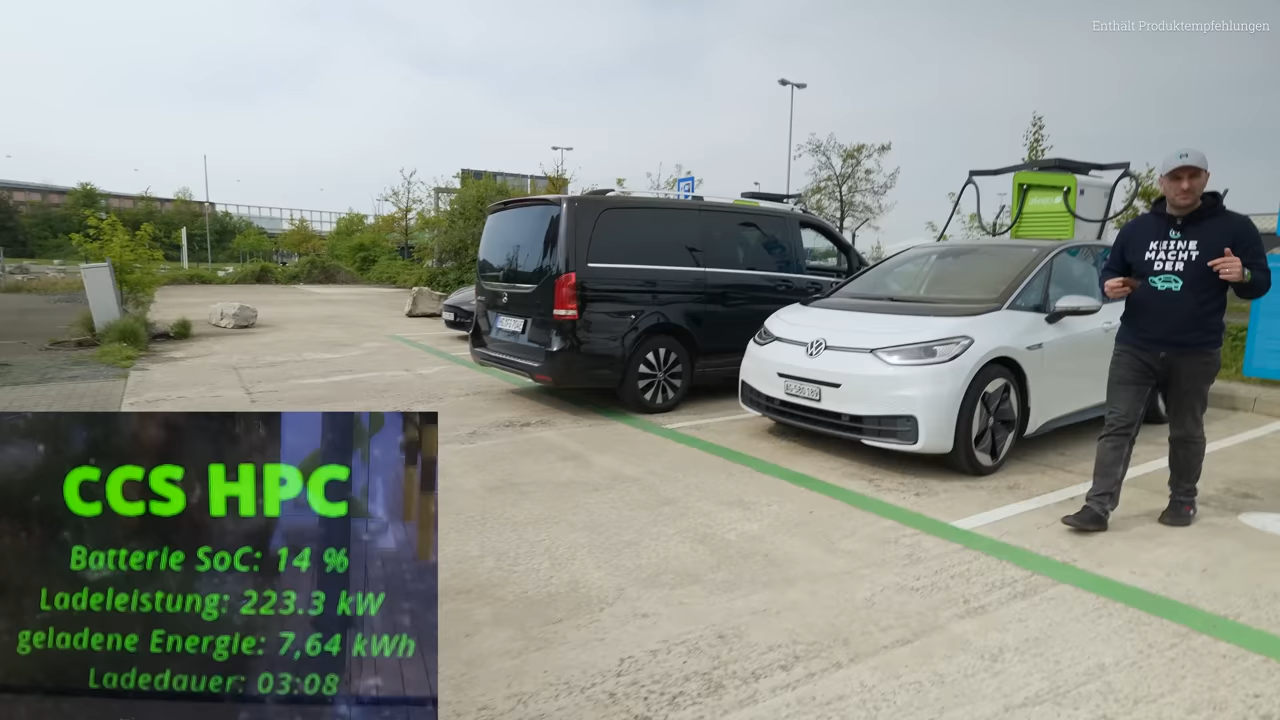 Enthält Produktempfehlungen
KEINE
MACHT
DER
CCS HPC
Batterie SoC: 14 %
Ladeleistung: 223.3 kW
geladene Energie: 7,64 kWh
Ladedauer: 03:08